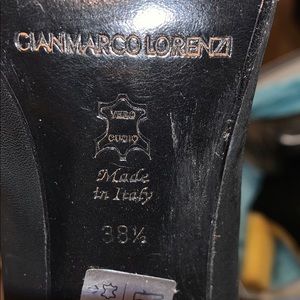 GIANMARCO LORENZI
VERO
CUOIO
Made
in Italy
38½